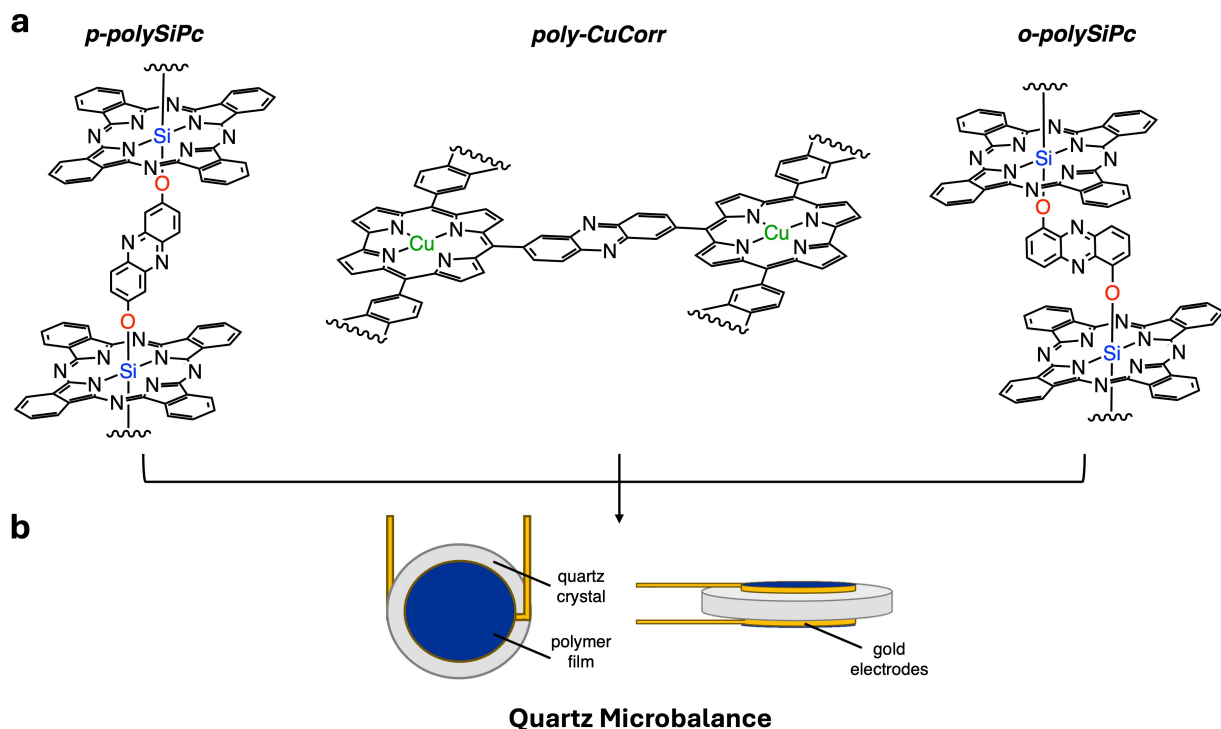 a
p-polySiPc
poly-CuCorr
o-polySiPc
N
N N
N Si N
N N
N
O
N
N
O
N
N N
N Si N
N N
N
N N
Cu
N N
N
N
N N
Cu
N N
N
N N
N Si N
N N
N
O
N
N
O
N
N N
N Si N
N N
N
b
quartz
crystal
polymer
film
gold
electrodes
Quartz Microbalance